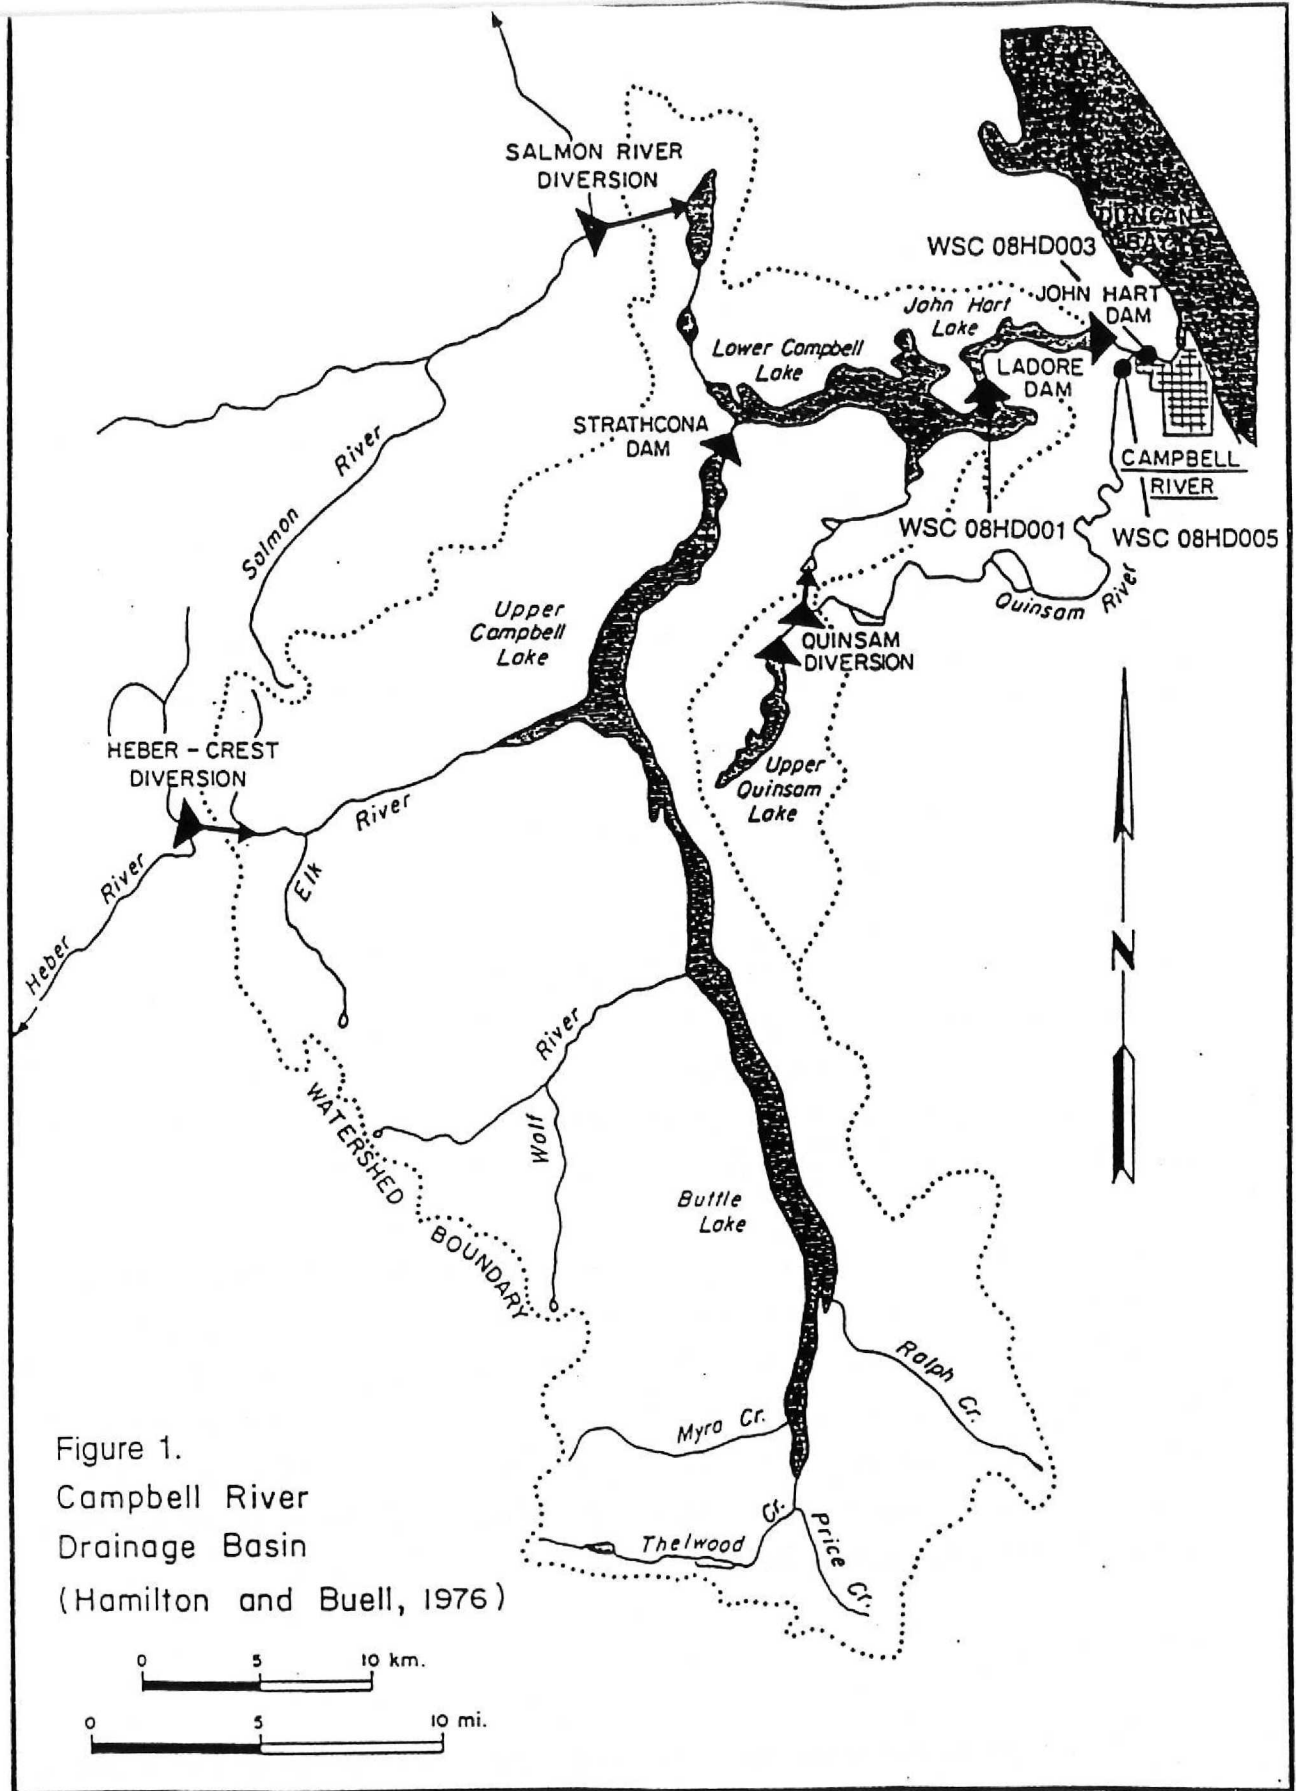 SALMON RIVER
DIVERSION
DUNCAN
BAY
WSC 08HD003
JOHN HART
DAM
John Hart
Lake
Lower Campbell
Lake
LADORE
DAM
STRATHCONA
DAM
CAMPBELL
RIVER
WSC 08HD001
WSC 08HD005
Salmon River
Quinsam River
Upper
Campbell
Lake
QUINSAM
DIVERSION
HEBER-CREST
DIVERSION
Upper
Quinsam
Lake
Elk River
Heber River
N
Wolf River
WATERSHED BOUNDARY
Buttle
Lake
Ralph Cr.
Myra Cr.
Thelwood Cr.
Price Cr.
Figure 1.
Campbell River
Drainage Basin
(Hamilton and Buell, 1976)
0 5 10 km.
0 5 10 mi.